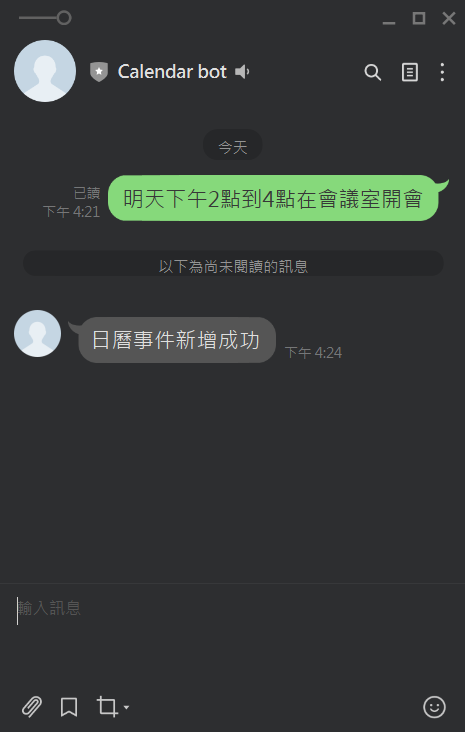 Calendar bot
今天
已讀
下午 4:21
明天下午2點到4點在會議室開會
以下為尚未閱讀的訊息
日曆事件新增成功
下午 4:24
輸入訊息